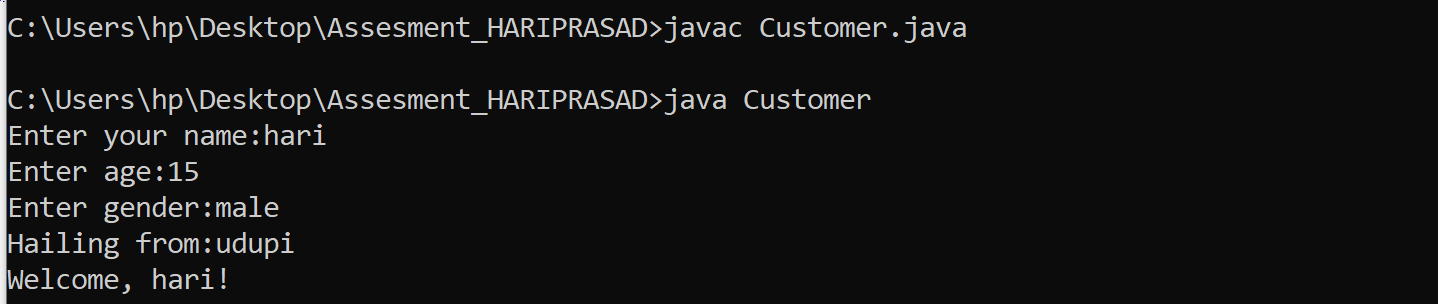 C:\Users\hp\Desktop\Assesment_HARIPRASAD>javac Customer.java
C:\Users\hp\Desktop\Assesment_HARIPRASAD>java Customer
Enter your name:hari
Enter age:15
Enter gender:male
Hailing from:udupi
Welcome, hari!